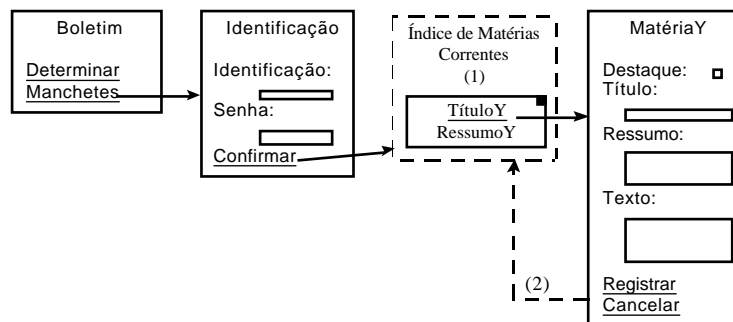 Boletim
Determinar
Manchetes
Identificação
Identificação:
Senha:
Confirmar
Índice de Matérias
Correntes
(1)
TítuloY
RessumoY
MatériaY
Destaque:
Título:
Ressumo:
Texto:
Registrar
Cancelar
(2)